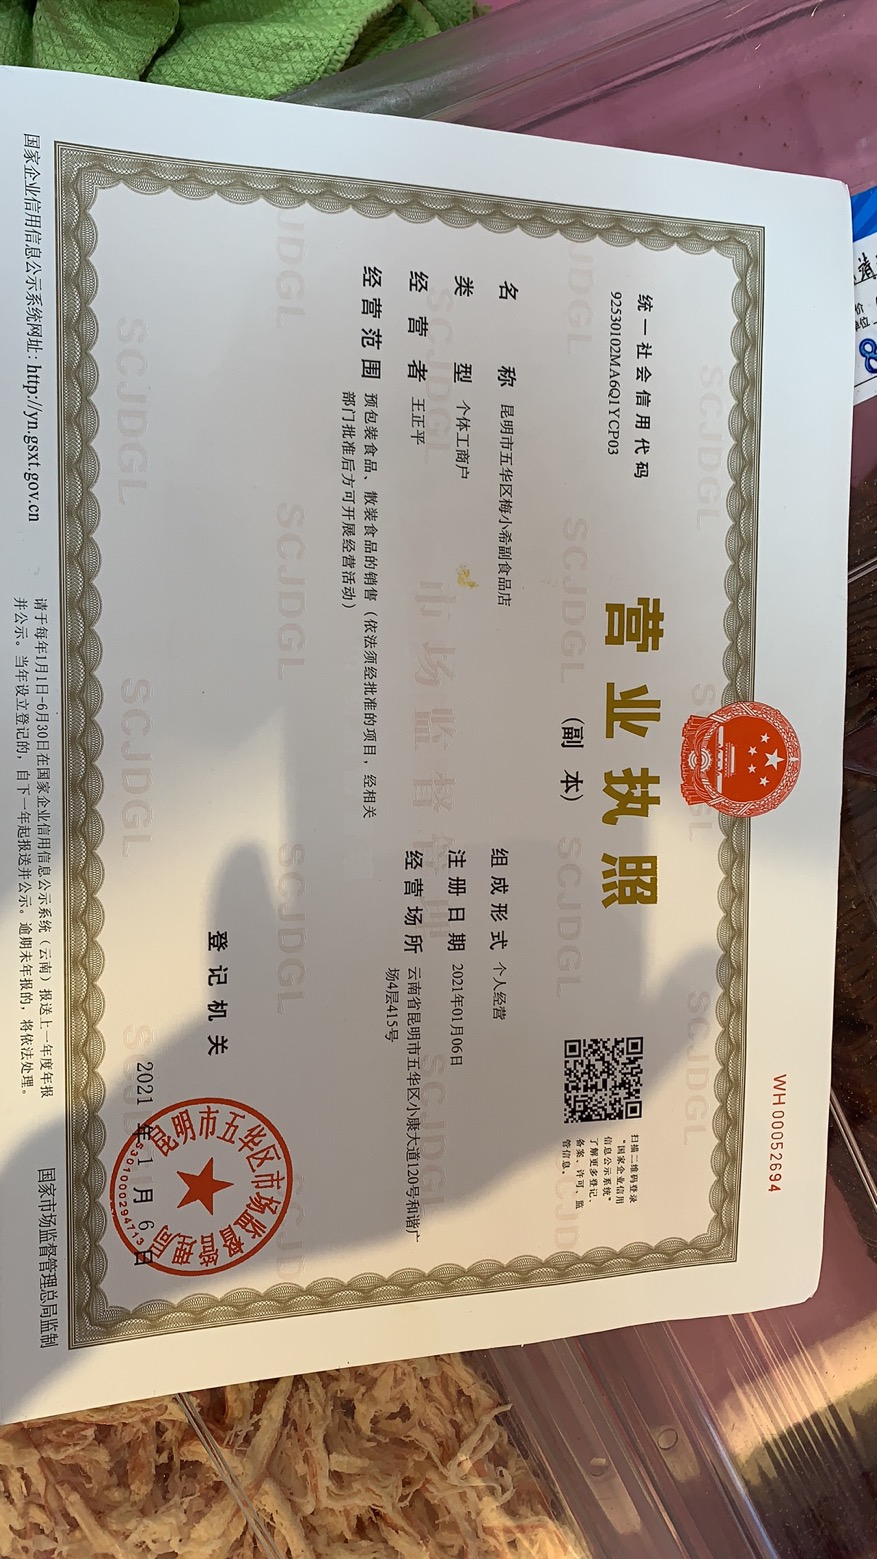 WH00052694
统一社会信用代码
92530102MA6Q1YCP03
营业执照
(副 本)
扫描二维码登录
“国家企业信用
信息公示系统”
了解更多登记、
备案、许可、监
管信息。
名 称 昆明市五华区梅小希副食品店
类 型 个体工商户
经营者 王正平
经营范围 预包装食品、散装食品的销售(依法须经批准的项目,经相关
部门批准后方可开展经营活动)
组成形式 个人经营
注册日期 2021年01月06日
经营场所 云南省昆明市五华区小康大道120号和谐广
场4层415号
登记机关
昆明市五华区市场监督管理局
5301000294713
2021 年 1 月 6 日
国家企业信用信息公示系统网址:http://yn.gsxt.gov.cn
请于每年1月1日-6月30日在国家企业信用信息公示系统(云南)报送上一年度年报
并公示。当年设立登记的,自下一年起报送并公示。逾期未年报的,将依法处理。
国家市场监督管理总局监制
SCJDGL
市场监督管理